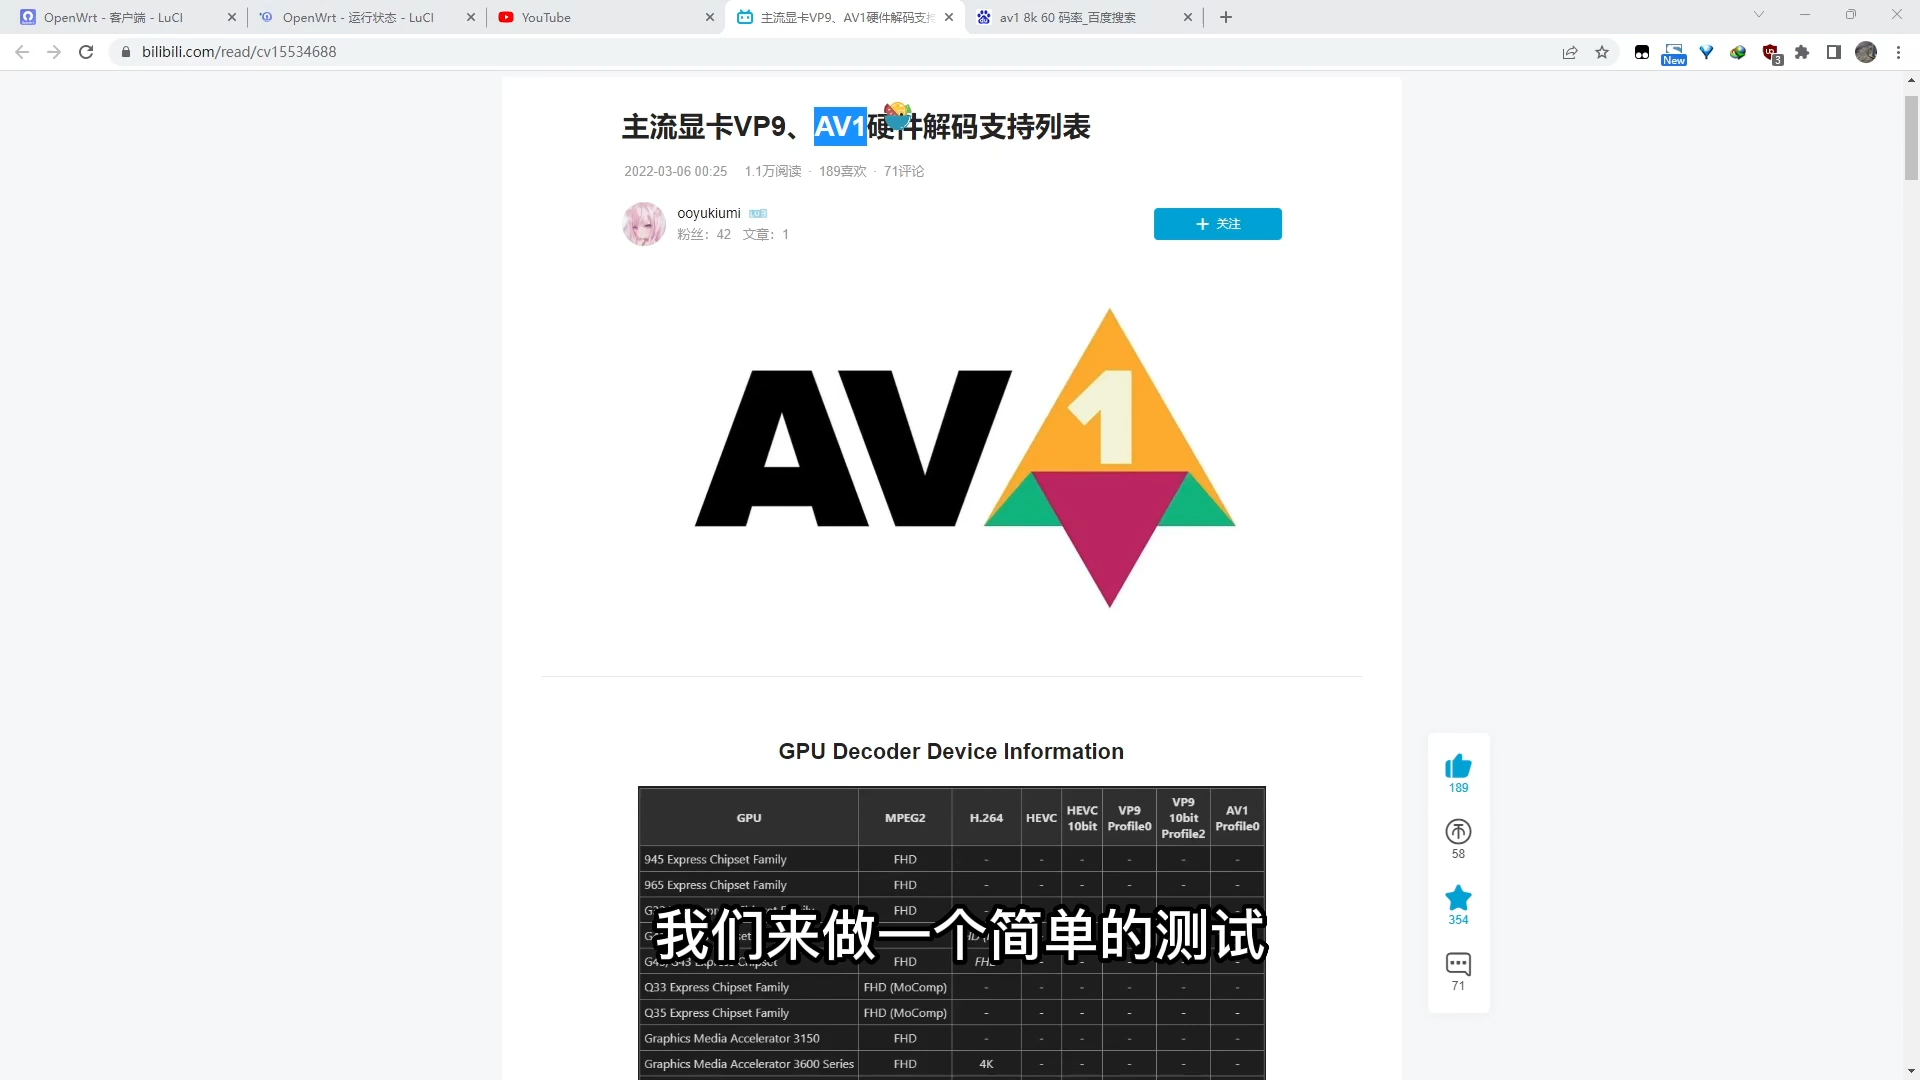 OpenWrt - 客户端 - LuCI
OpenWrt - 运行状态 - LuCI
YouTube
主流显卡VP9、AV1硬件解码支持
av1 8k 60 码率_百度搜索
bilibili.com/read/cv15534688
New
3
主流显卡VP9、AV1硬件解码支持列表
2022-03-06 00:25 1.1万阅读 · 189喜欢 · 71评论
ooyukiumi
粉丝：42 文章：1
关注
AV1
GPU Decoder Device Information
GPU MPEG2 H.264 HEVC HEVC 10bit VP9 Profile0 VP9 10bit Profile2 AV1 Profile0
945 Express Chipset Family FHD - - - - - -
965 Express Chipset Family FHD - - - - - -
FHD
我们来做一个简单的测试
FHD
Q33 Express Chipset Family FHD (MoComp) - - - - - -
Q35 Express Chipset Family FHD (MoComp) - - - - - -
Graphics Media Accelerator 3150 FHD - - - - - -
Graphics Media Accelerator 3600 Series FHD 4K - - - - -
189
58
354
71